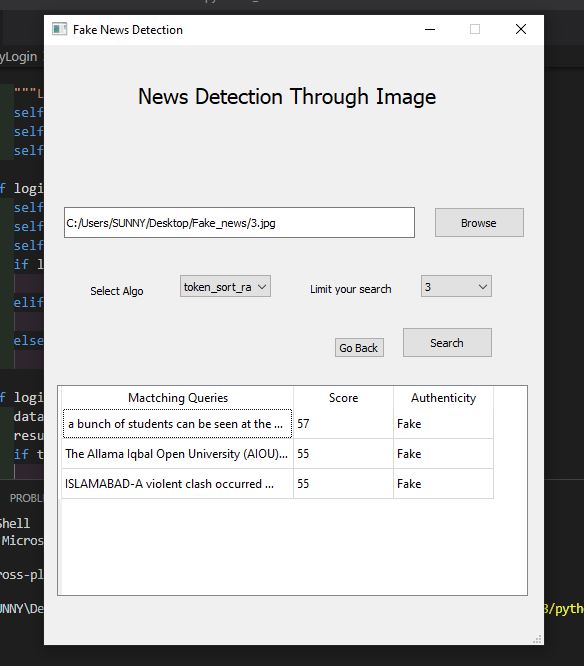 Fake News Detection
yLogin
"""L
self
self
self
News Detection Through Image
f logi
self
self
self
C:/Users/SUNNY/Desktop/Fake_news/3.jpg
Browse
if l
elif
else
Select Algo
token_sort_ra
Limit your search
3
Go Back
Search
f logi
data
resu
if t
Mactching Queries Score Authenticity
a bunch of students can be seen at the ... 57 Fake
The Allama Iqbal Open University (AIOU)... 55 Fake
ISLAMABAD-A violent clash occurred ... 55 Fake
PROBL
Shell
Micros
ross-pl
UNNY\De
3/pytho